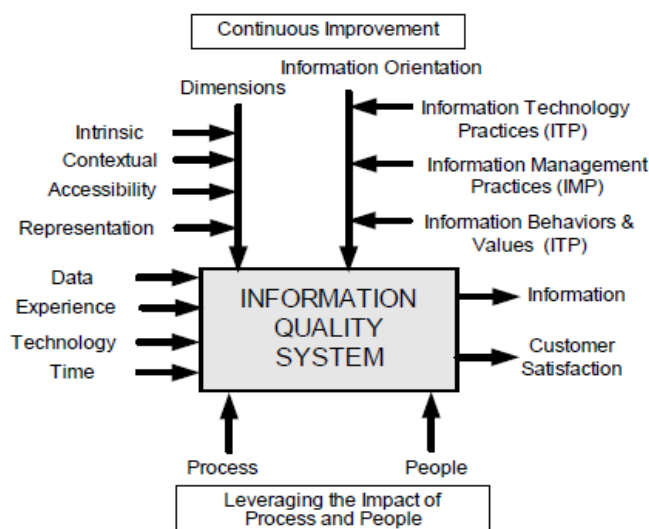 Continuous Improvement
Information Orientation
Dimensions
Intrinsic
Contextual
Accessibility
Representation
Information Technology
Practices (ITP)
Information Management
Practices (IMP)
Information Behaviors &
Values (ITP)
Data
Experience
Technology
Time
INFORMATION
QUALITY
SYSTEM
Information
Customer
Satisfaction
Process
People
Leveraging the Impact of
Process and People